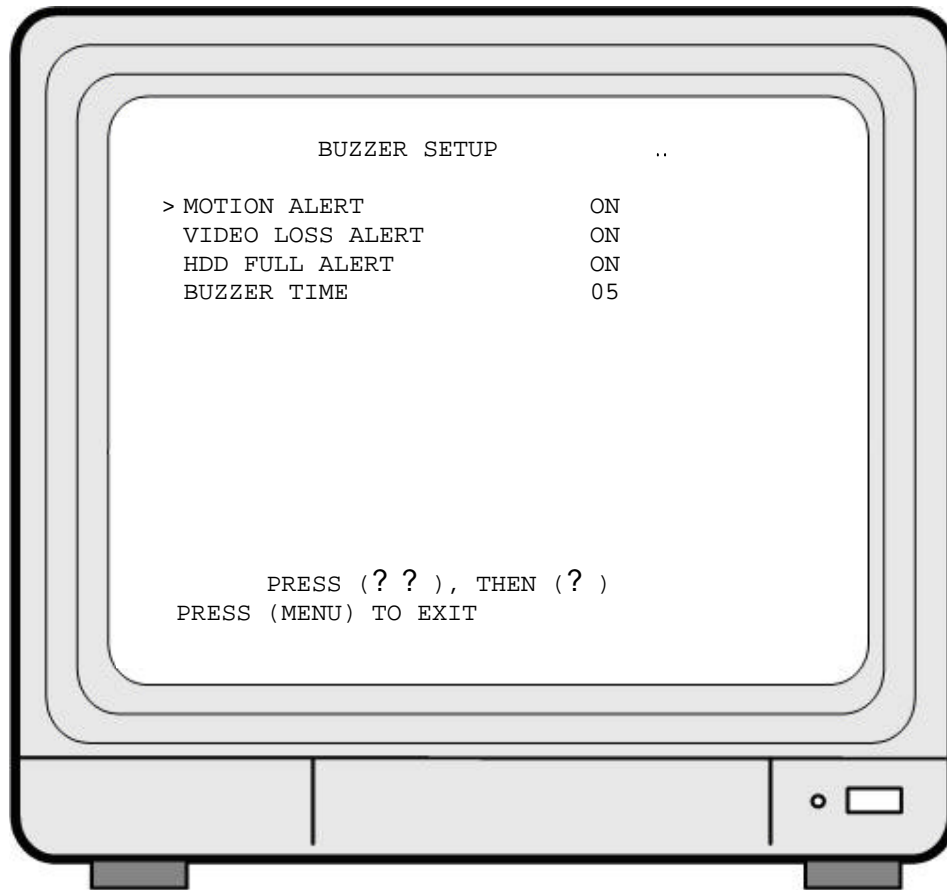 BUZZER SETUP ..
> MOTION ALERT ON
VIDEO LOSS ALERT ON
HDD FULL ALERT ON
BUZZER TIME 05
PRESS (? ? ), THEN (? )
PRESS (MENU) TO EXIT